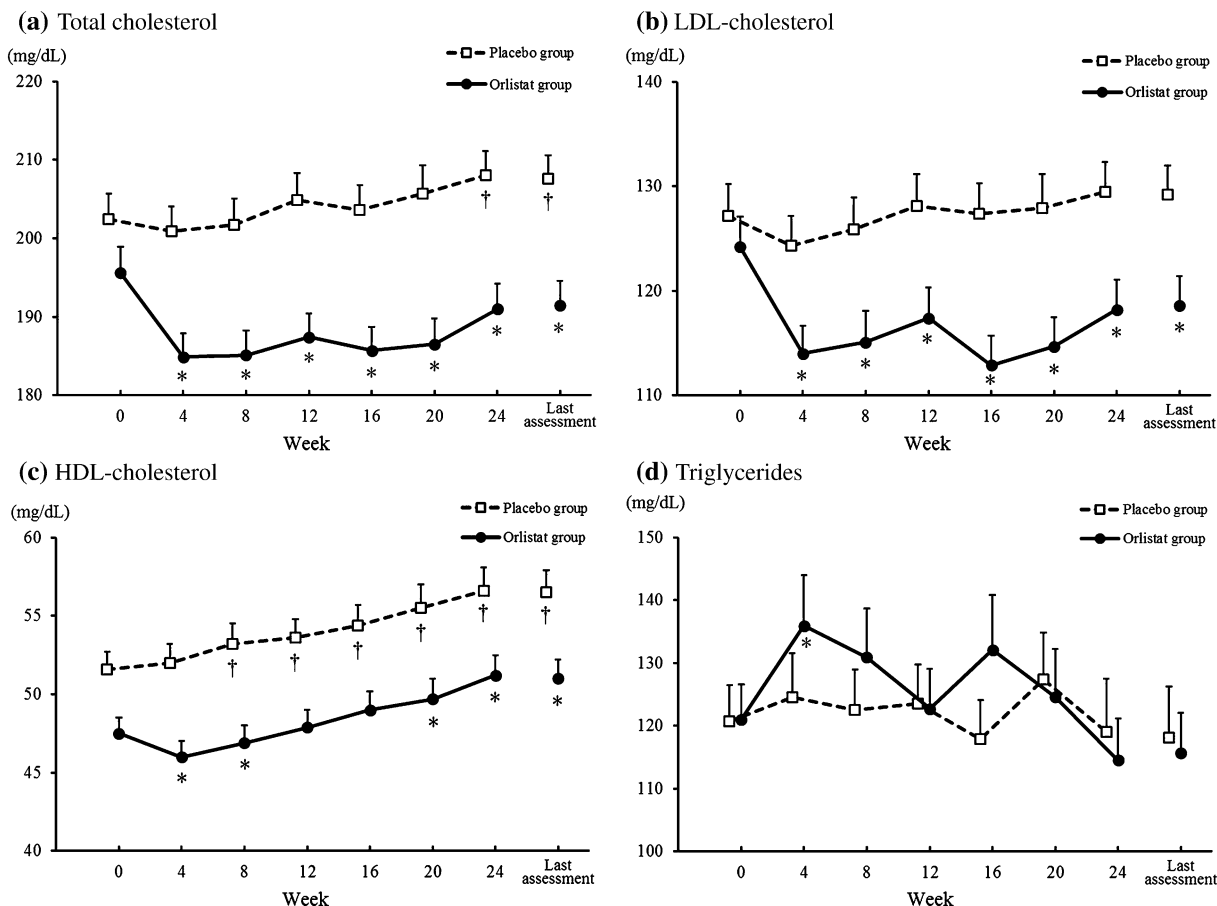 (a) Total cholesterol
(mg/dL)
Placebo group
Orlistat group
220
210
200
190
180
†
†
*
*
*
*
*
*
*
0 4 8 12 16 20 24 Last assessment
Week
(b) LDL-cholesterol
(mg/dL)
Placebo group
Orlistat group
140
130
120
110
*
*
*
*
*
*
*
0 4 8 12 16 20 24 Last assessment
Week
(c) HDL-cholesterol
(mg/dL)
Placebo group
Orlistat group
60
55
50
45
40
†
†
†
†
†
†
*
*
*
*
*
0 4 8 12 16 20 24 Last assessment
Week
(d) Triglycerides
(mg/dL)
Placebo group
Orlistat group
150
140
130
120
110
100
*
0 4 8 12 16 20 24 Last assessment
Week